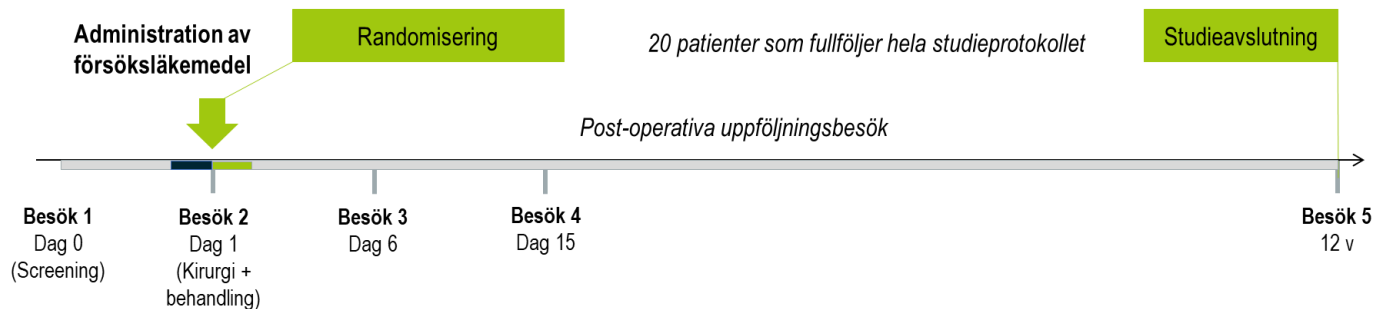 Administration av
försöksläkemedel
Randomisering
20 patienter som fullföljer hela studieprotokollet
Studieavslutning
Post-operativa uppföljningsbesök
Besök 1
Dag 0
(Screening)
Besök 2
Dag 1
(Kirurgi +
behandling)
Besök 3
Dag 6
Besök 4
Dag 15
Besök 5
12 v